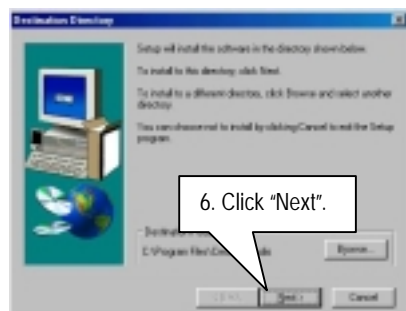 Destination Directory
Setup will install the software in the directory shown below.
To install to this directory, click Next.
To install to a different directory, click Browse and select another
directory.
You can choose not to install by clicking Cancel to exit the Setup
program.
6. Click “Next”.
C:\Program Files\
Browse...
Next >
Cancel